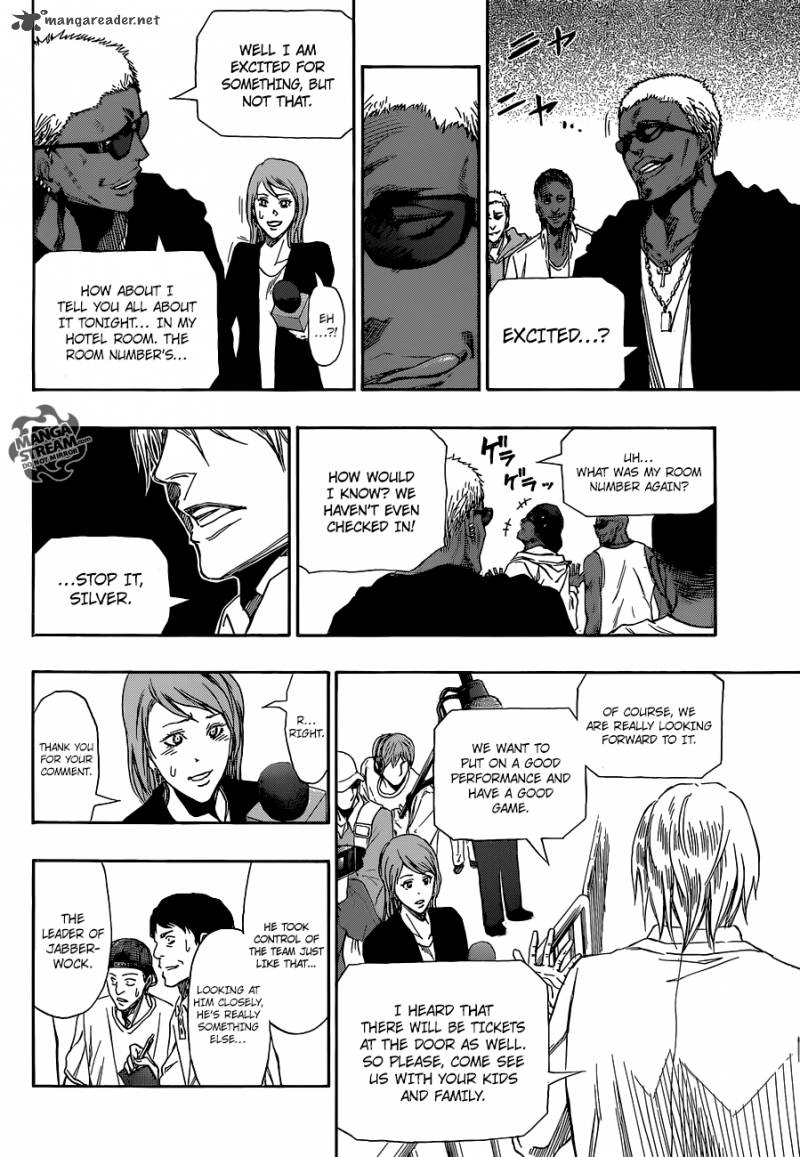 mangareader.net
WELL I AM
EXCITED FOR
SOMETHING, BUT
NOT THAT.
HOW ABOUT I
TELL YOU ALL ABOUT
IT TONIGHT... IN MY
HOTEL ROOM. THE
ROOM NUMBER'S...
EH
...?!
ニヤ
ニヤ
...
EXCITED...?
MANGA
STREAM.com
DO NOT MIRROR
...STOP IT,
SILVER.
HOW WOULD
I KNOW? WE
HAVEN'T EVEN
CHECKED IN!
ゲラ
ゲラッ
UH...
WHAT WAS MY ROOM
NUMBER AGAIN?
THANK YOU
FOR YOUR
COMMENT.
R...
RIGHT.
OF COURSE, WE
ARE REALLY LOOKING
FORWARD TO IT.
WE WANT TO
PUT ON A GOOD
PERFORMANCE AND
HAVE A GOOD
GAME.
I HEARD THAT
THERE WILL BE TICKETS
AT THE DOOR AS WELL.
SO PLEASE, COME SEE
US WITH YOUR KIDS
AND FAMILY.
THE
LEADER OF
JABBER-
WOCK.
HE TOOK
CONTROL OF
THE TEAM JUST
LIKE THAT...
LOOKING AT
HIM CLOSELY,
HE'S REALLY
SOMETHING
ELSE...